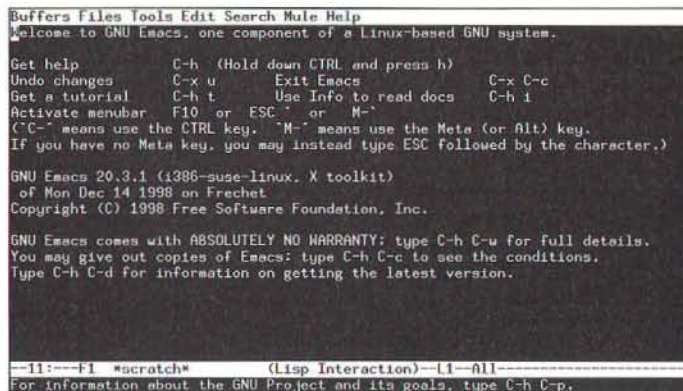 Buffers Files Tools Edit Search Mule Help
Welcome to GNU Emacs, one component of a Linux-based GNU system.
Get help C-h (Hold down CTRL and press h)
Undo changes C-x u Exit Emacs C-x C-c
Get a tutorial C-h t Use Info to read docs C-h i
Activate menubar F10 or ESC ` or M-`
(`C-´ means use the CTRL key. `M-´ means use the Meta (or Alt) key.
If you have no Meta key, you may instead type ESC followed by the character.)
GNU Emacs 20.3.1 (i386-suse-linux, X toolkit)
of Mon Dec 14 1998 on Frechet
Copyright (C) 1998 Free Software Foundation, Inc.
GNU Emacs comes with ABSOLUTELY NO WARRANTY; type C-h C-w for full details.
You may give out copies of Emacs; type C-h C-c to see the conditions.
Type C-h C-d for information on getting the latest version.
--11:---F1 *scratch* (Lisp Interaction)--L1--All--------------------
For information about the GNU Project and its goals, type C-h C-p.